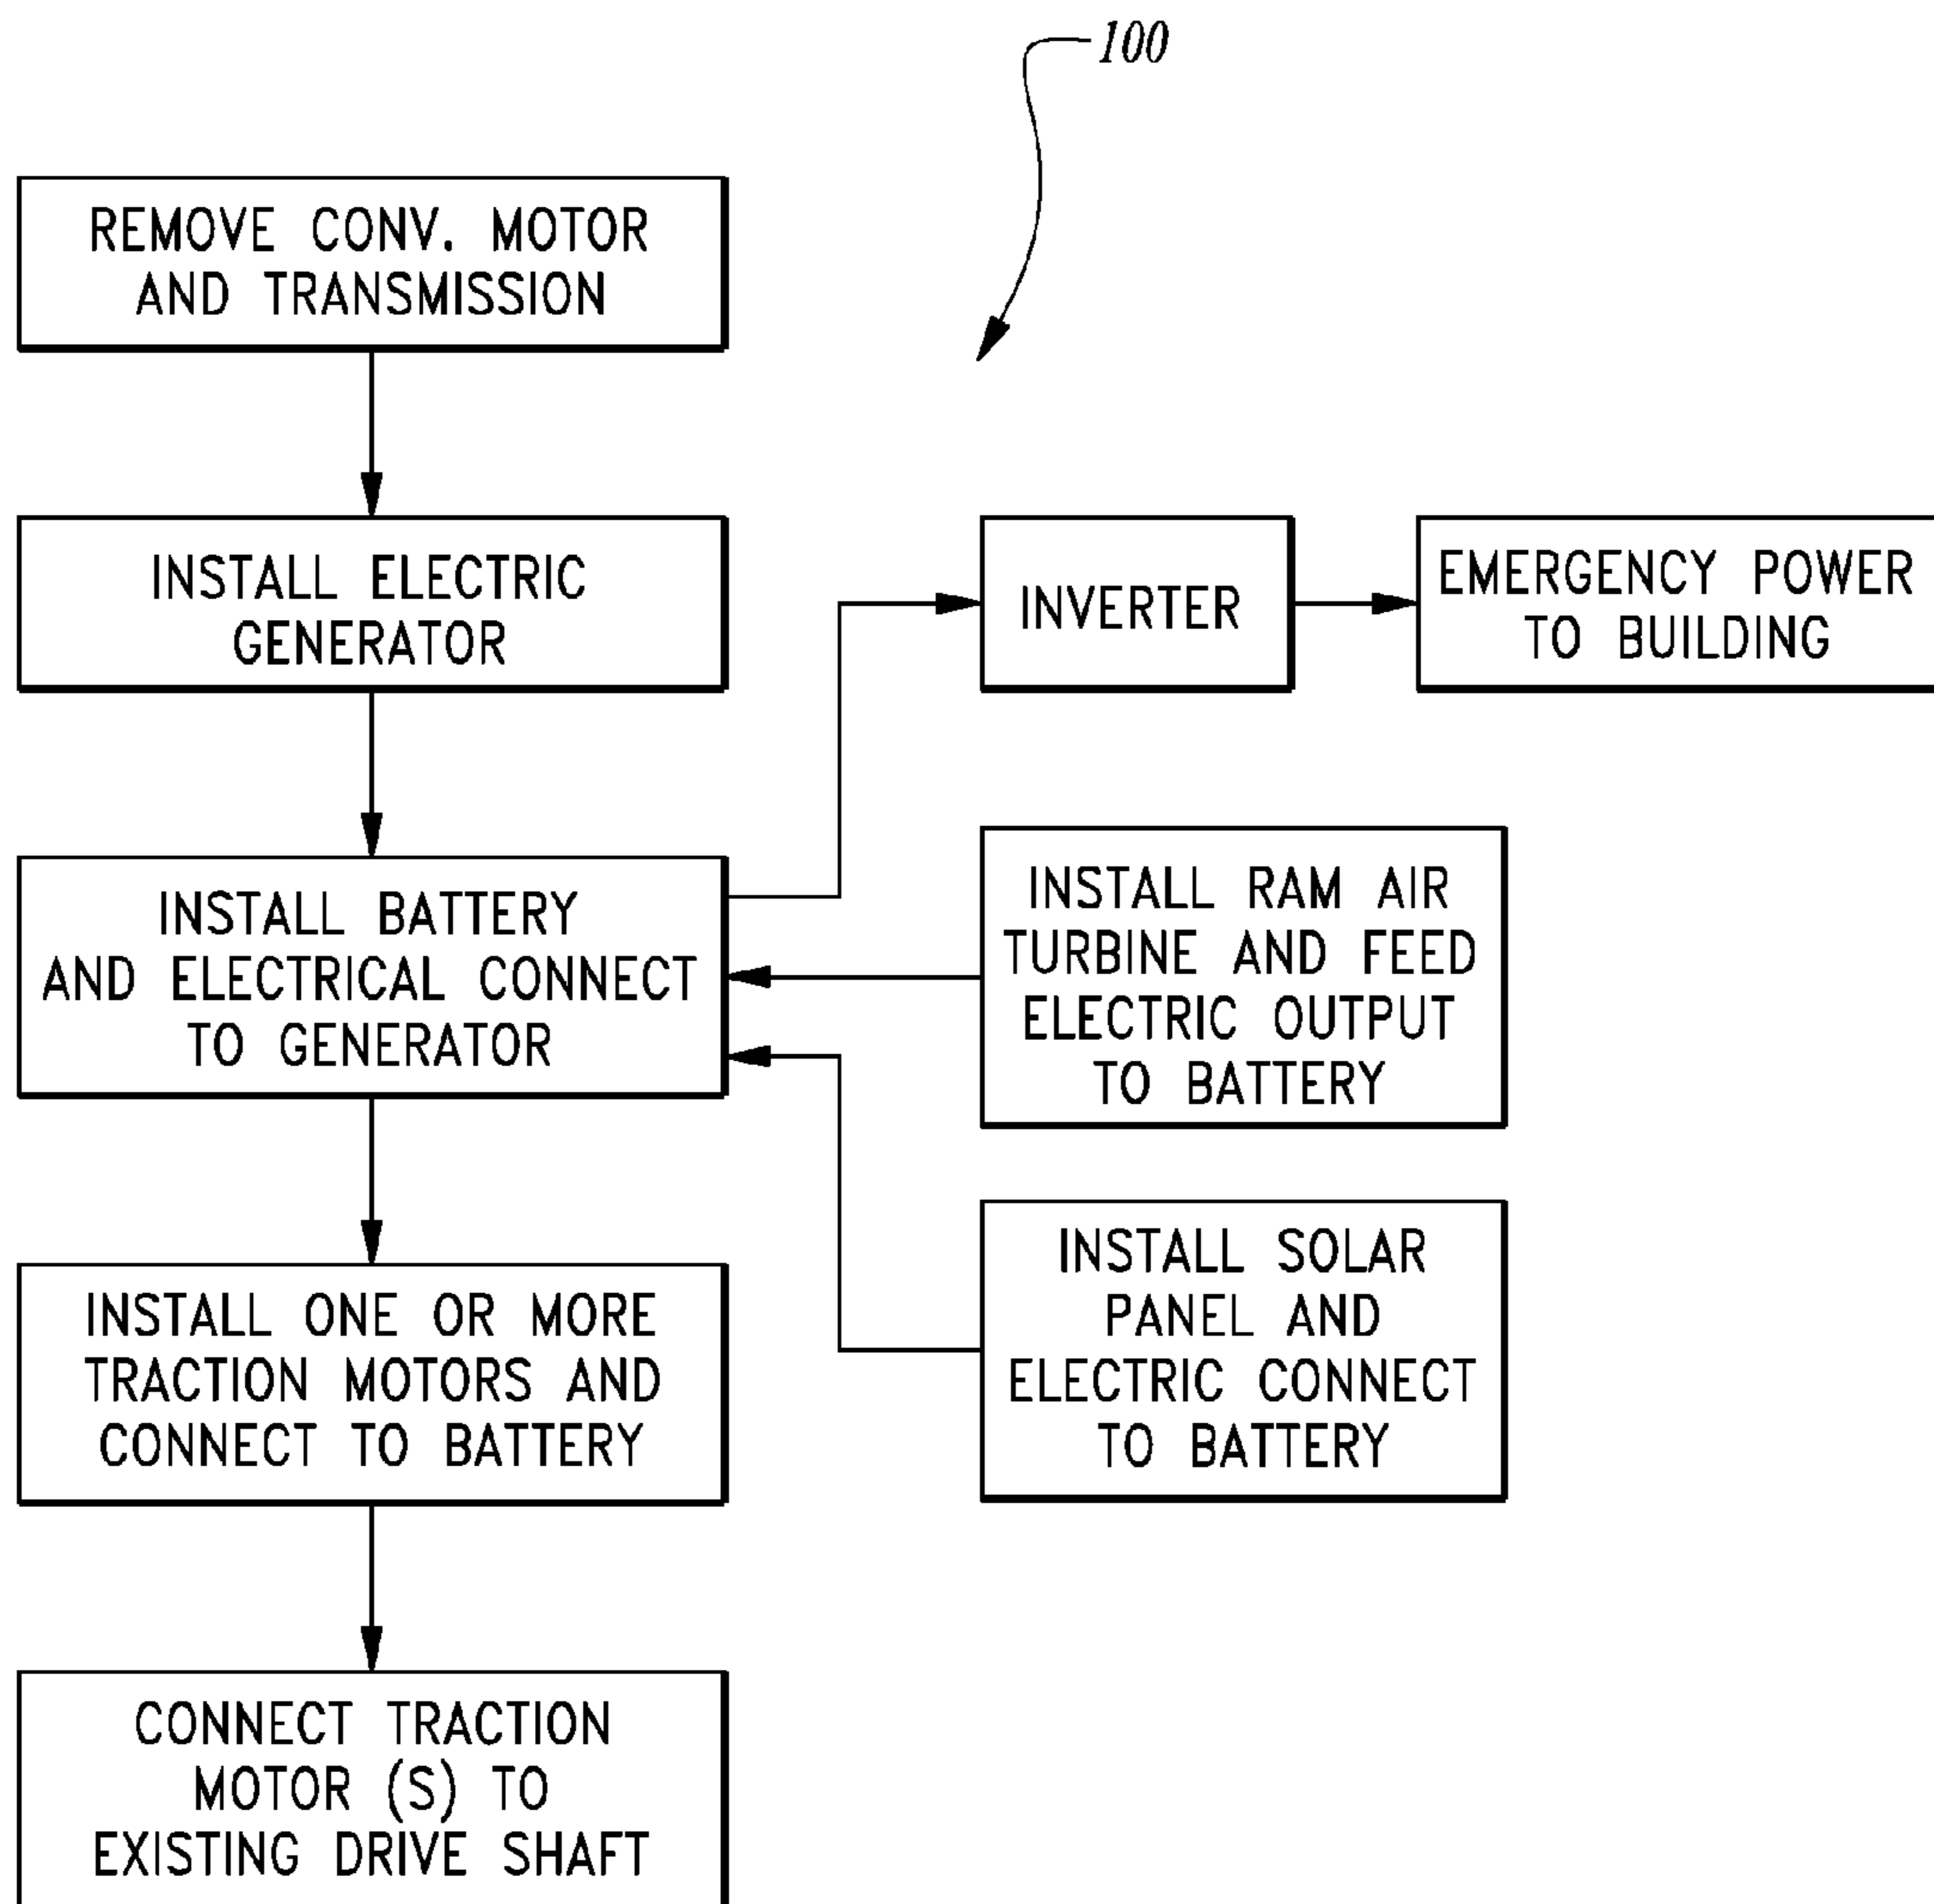 100
REMOVE CONV. MOTOR
AND TRANSMISSION
INSTALL ELECTRIC
GENERATOR
INVERTER
EMERGENCY POWER
TO BUILDING
INSTALL BATTERY
AND ELECTRICAL CONNECT
TO GENERATOR
INSTALL RAM AIR
TURBINE AND FEED
ELECTRIC OUTPUT
TO BATTERY
INSTALL ONE OR MORE
TRACTION MOTORS AND
CONNECT TO BATTERY
INSTALL SOLAR
PANEL AND
ELECTRIC CONNECT
TO BATTERY
CONNECT TRACTION
MOTOR (S) TO
EXISTING DRIVE SHAFT